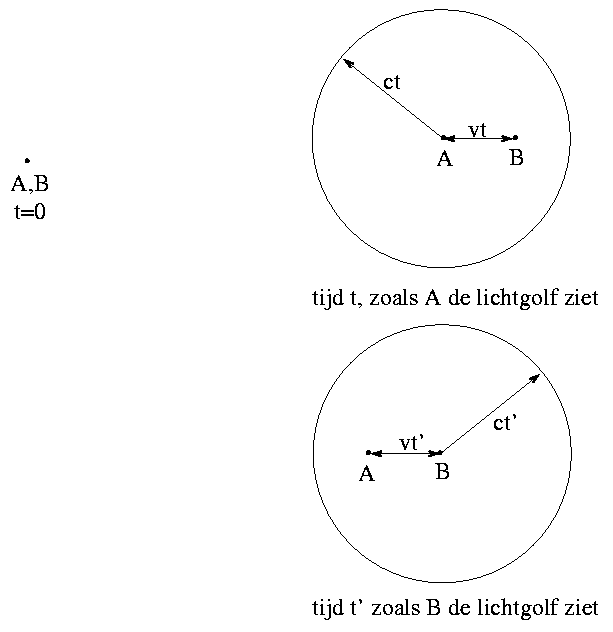 A,B
t=0
ct
vt
A
B
tijd t, zoals A de lichtgolf ziet
vt'
ct'
A
B
tijd t' zoals B de lichtgolf ziet